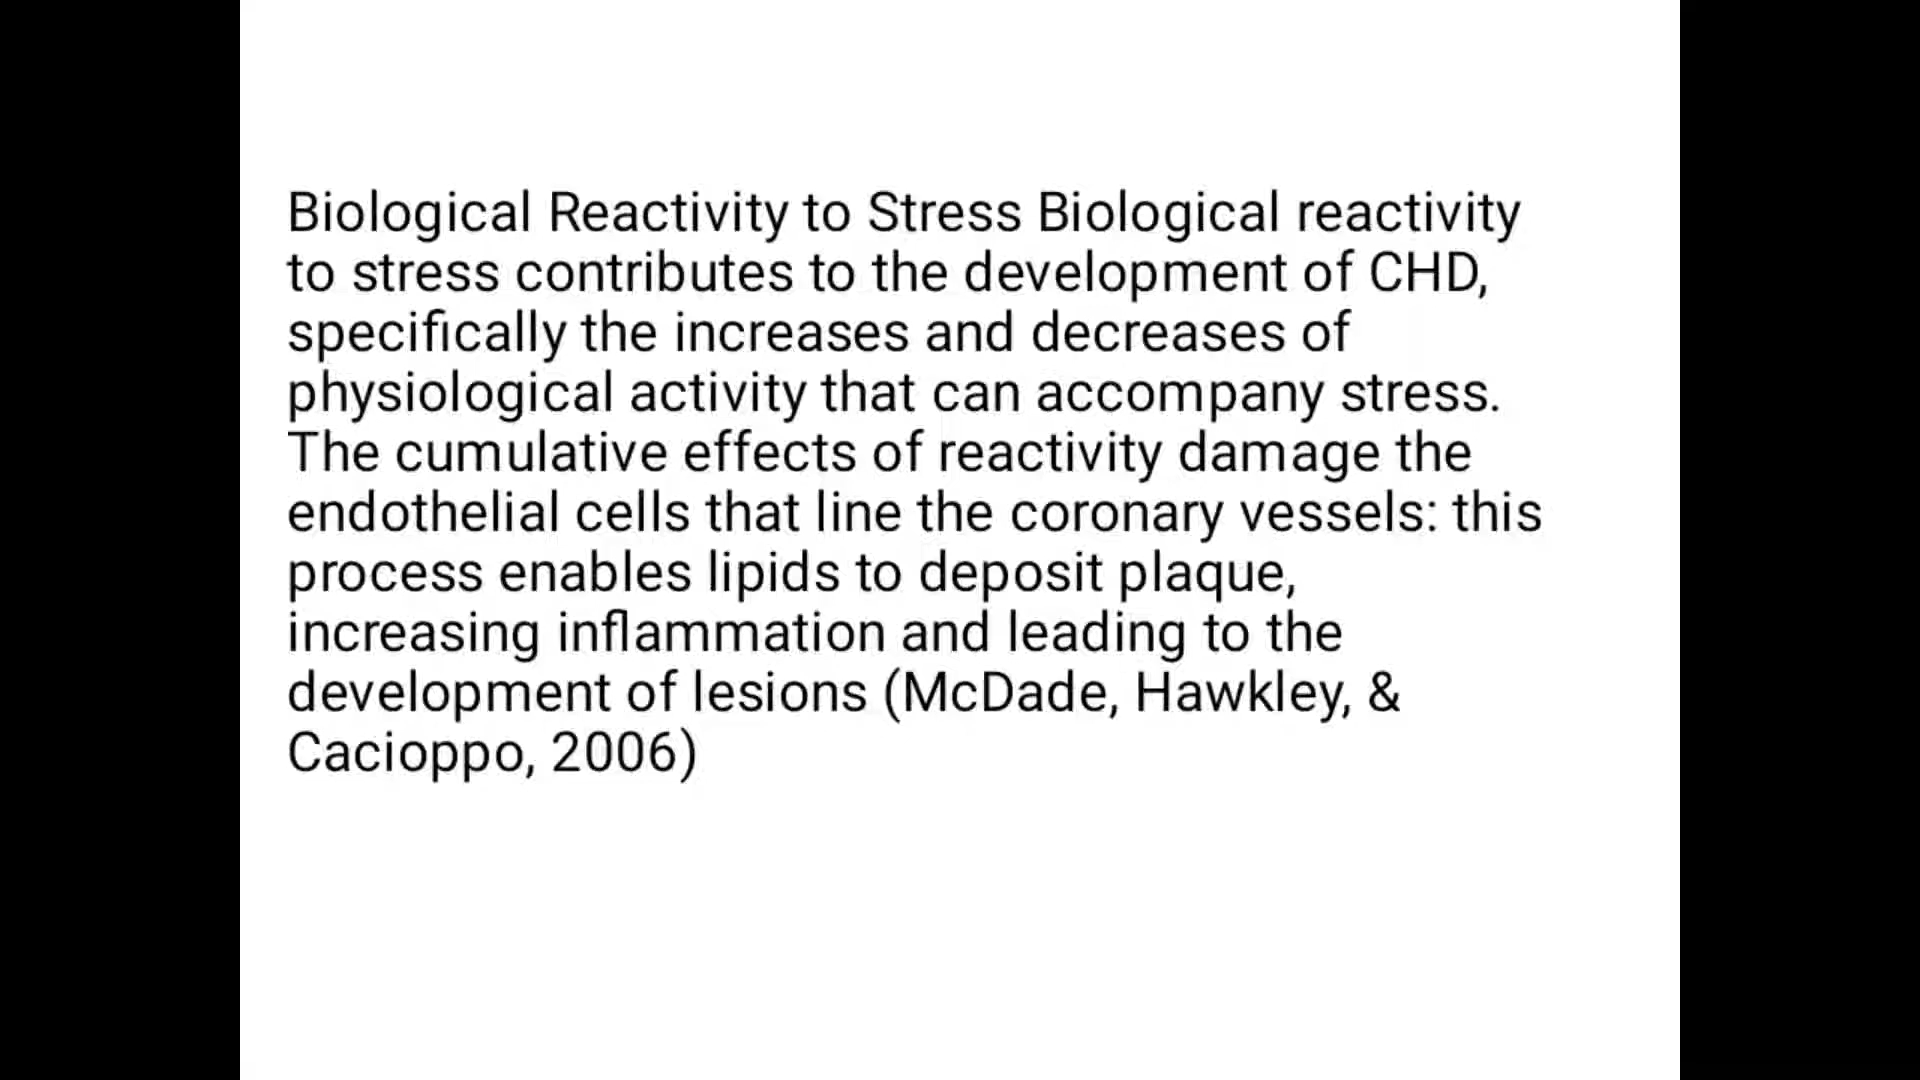 Biological Reactivity to Stress Biological reactivity
to stress contributes to the development of CHD,
specifically the increases and decreases of
physiological activity that can accompany stress.
The cumulative effects of reactivity damage the
endothelial cells that line the coronary vessels: this
process enables lipids to deposit plaque,
increasing inflammation and leading to the
development of lesions (McDade, Hawkley, &
Cacioppo, 2006)